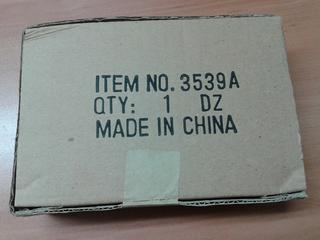 ITEM NO. 3539A
QTY: 1 DZ
MADE IN CHINA